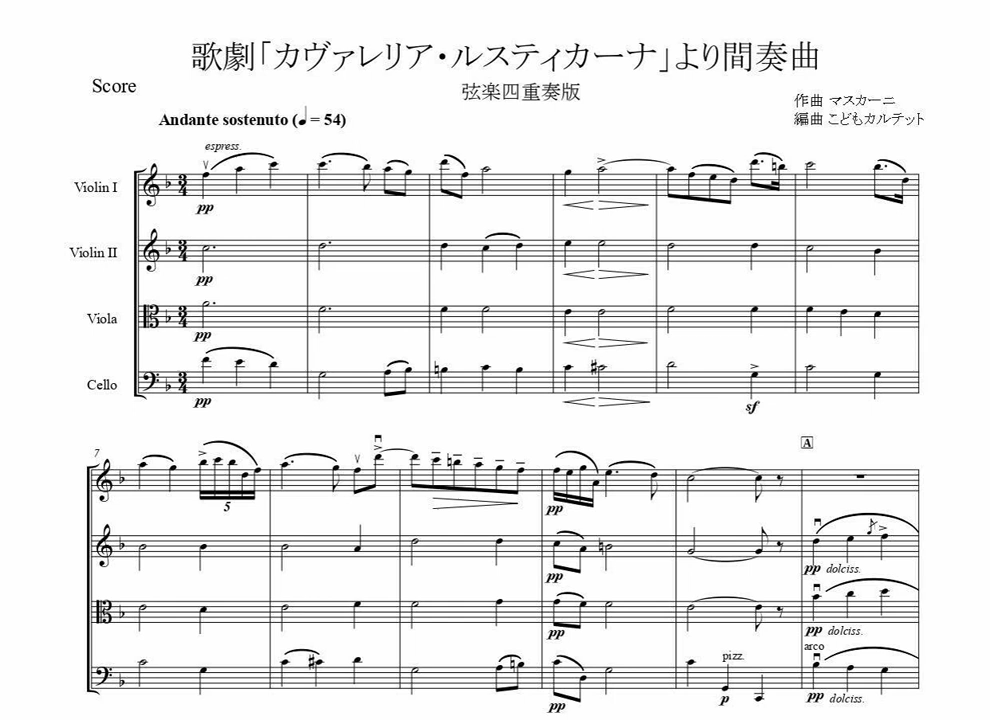 歌劇「カヴァレリア・ルスティカーナ」より間奏曲
Score
弦楽四重奏版
作曲 マスカーニ
編曲 こどもカルテット
Andante sostenuto (♩= 54)
espress.
Violin I
pp
Violin II
pp
Viola
pp
Cello
pp
sf
7
5
A
pp
pp
pp dolciss.
pp
pp dolciss.
pizz.
arco
pp
p
pp dolciss.